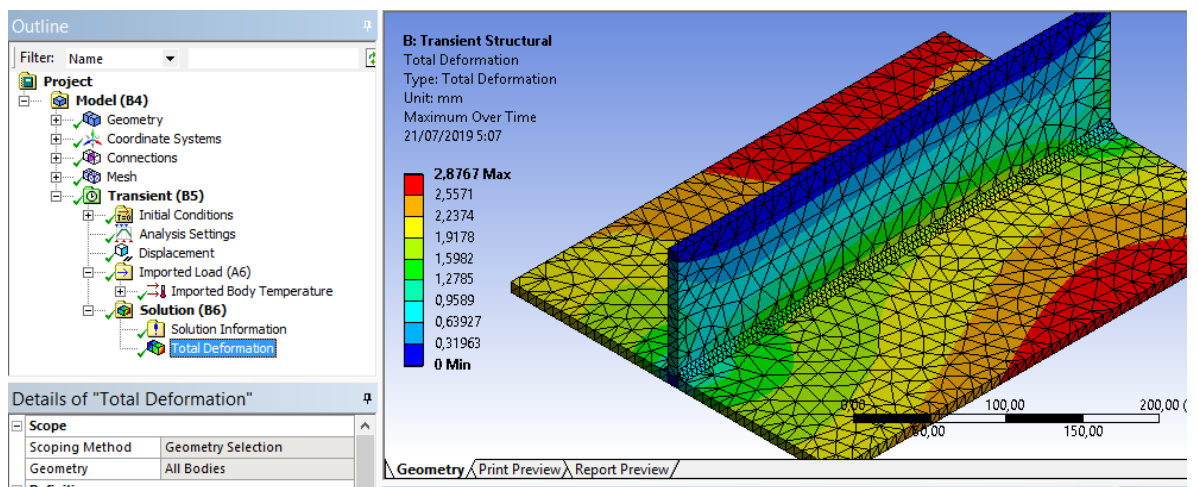 Outline
Filter: Name
Project
Model (B4)
Geometry
Coordinate Systems
Connections
Mesh
Transient (B5)
Initial Conditions
Analysis Settings
Displacement
Imported Load (A6)
Imported Body Temperature
Solution (B6)
Solution Information
Total Deformation
Details of "Total Deformation"
Scope
Scoping Method Geometry Selection
Geometry All Bodies
B: Transient Structural
Total Deformation
Type: Total Deformation
Unit: mm
Maximum Over Time
21/07/2019 5:07
2,8767 Max
2,5571
2,2374
1,9178
1,5982
1,2785
0,9589
0,63927
0,31963
0 Min
0,00 100,00 200,00 (
50,00 150,00
Geometry Print Preview Report Preview